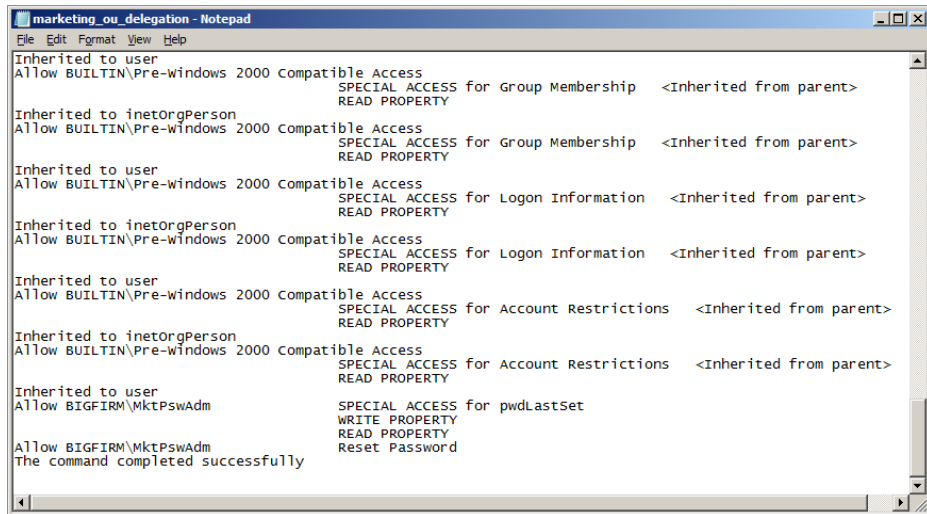 marketing_ou_delegation - Notepad
File Edit Format View Help
Inherited to user
Allow BUILTIN\Pre-Windows 2000 Compatible Access
SPECIAL ACCESS for Group Membership <Inherited from parent>
READ PROPERTY
Inherited to inetOrgPerson
Allow BUILTIN\Pre-Windows 2000 Compatible Access
SPECIAL ACCESS for Group Membership <Inherited from parent>
READ PROPERTY
Inherited to user
Allow BUILTIN\Pre-Windows 2000 Compatible Access
SPECIAL ACCESS for Logon Information <Inherited from parent>
READ PROPERTY
Inherited to inetOrgPerson
Allow BUILTIN\Pre-Windows 2000 Compatible Access
SPECIAL ACCESS for Logon Information <Inherited from parent>
READ PROPERTY
Inherited to user
Allow BUILTIN\Pre-Windows 2000 Compatible Access
SPECIAL ACCESS for Account Restrictions <Inherited from parent>
READ PROPERTY
Inherited to inetOrgPerson
Allow BUILTIN\Pre-Windows 2000 Compatible Access
SPECIAL ACCESS for Account Restrictions <Inherited from parent>
READ PROPERTY
Inherited to user
Allow BIGFIRM\MktPswAdm SPECIAL ACCESS for pwdLastSet
WRITE PROPERTY
READ PROPERTY
Allow BIGFIRM\MktPswAdm Reset Password
The command completed successfully